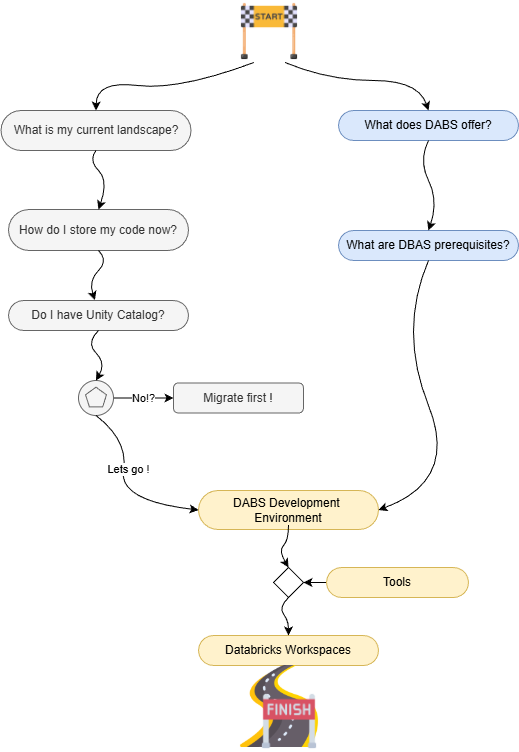 START
What is my current landscape?
What does DABS offer?
How do I store my code now?
What are DBAS prerequisites?
Do I have Unity Catalog?
No!?
Migrate first !
Lets go !
DABS Development
Environment
Tools
Databricks Workspaces
FINISH